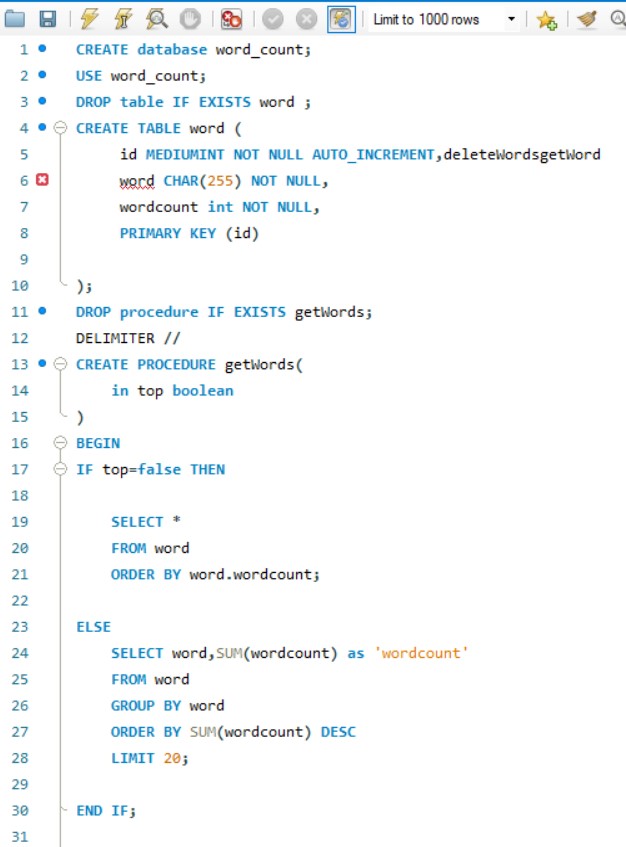 Limit to 1000 rows
1 CREATE database word_count;
2 USE word_count;
3 DROP table IF EXISTS word ;
4 CREATE TABLE word (
5 id MEDIUMINT NOT NULL AUTO_INCREMENT,deleteWordsgetWord
6 word CHAR(255) NOT NULL,
7 wordcount int NOT NULL,
8 PRIMARY KEY (id)
9
10 );
11 DROP procedure IF EXISTS getWords;
12 DELIMITER //
13 CREATE PROCEDURE getWords(
14 in top boolean
15 )
16 BEGIN
17 IF top=false THEN
18
19 SELECT *
20 FROM word
21 ORDER BY word.wordcount;
22
23 ELSE
24 SELECT word,SUM(wordcount) as 'wordcount'
25 FROM word
26 GROUP BY word
27 ORDER BY SUM(wordcount) DESC
28 LIMIT 20;
29
30 END IF;
31